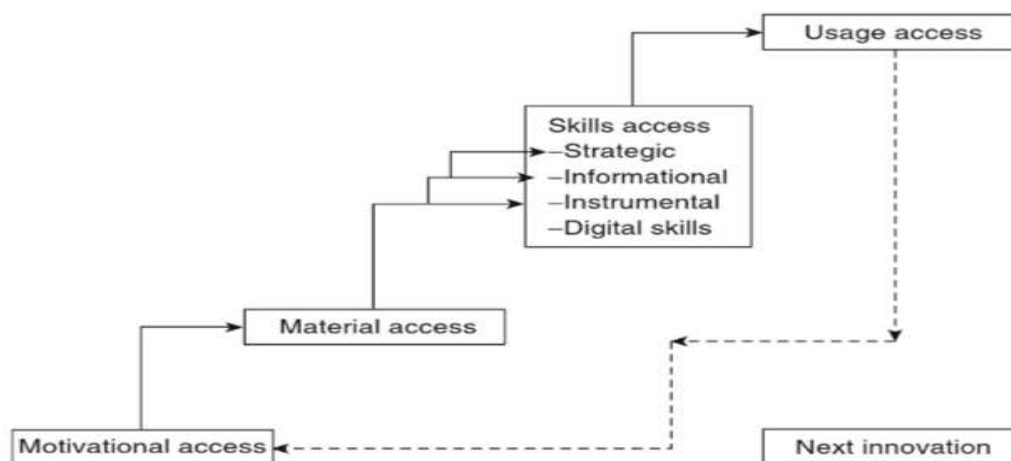 Usage access
Skills access
–Strategic
–Informational
–Instrumental
–Digital skills
Material access
Motivational access
Next innovation